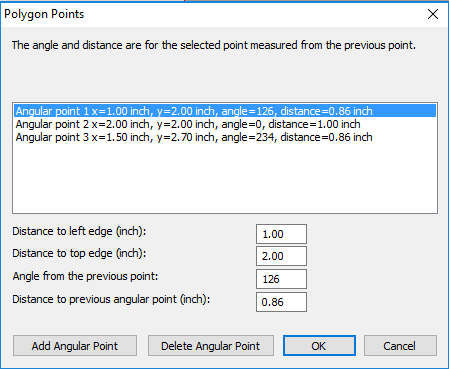 Polygon Points
The angle and distance are for the selected point measured from the previous point.
Angular point 1 x=1.00 inch, y=2.00 inch, angle=126, distance=0.86 inch
Angular point 2 x=2.00 inch, y=2.00 inch, angle=0, distance=1.00 inch
Angular point 3 x=1.50 inch, y=2.70 inch, angle=234, distance=0.86 inch
Distance to left edge (inch): 1.00
Distance to top edge (inch): 2.00
Angle from the previous point: 126
Distance to previous angular point (inch): 0.86
Add Angular Point Delete Angular Point OK Cancel